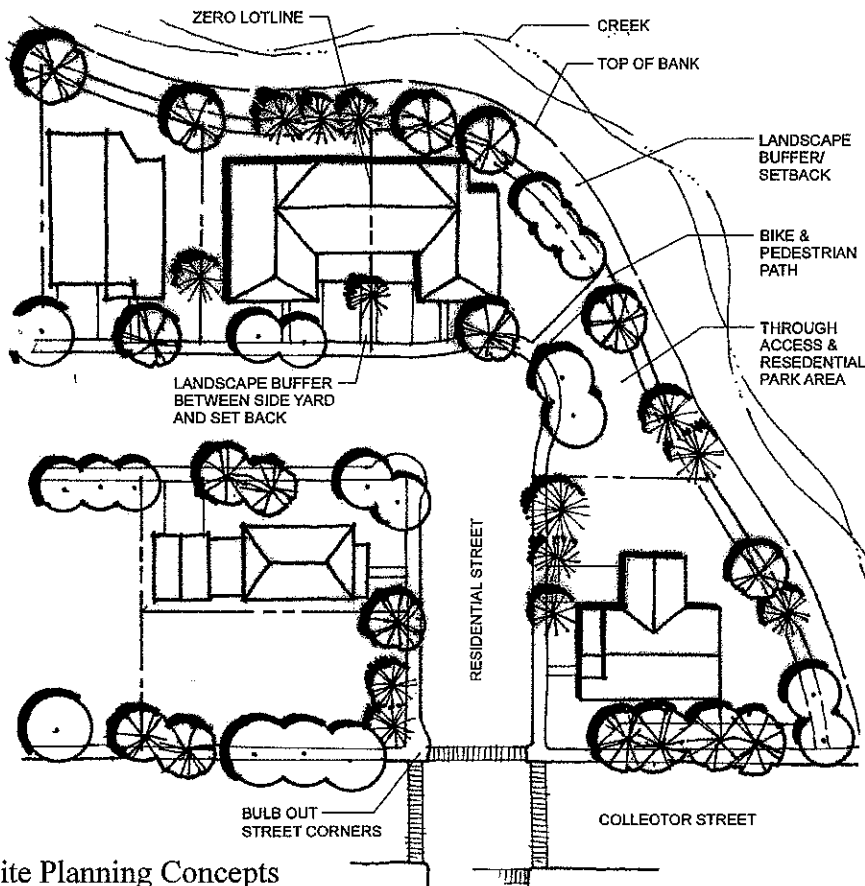 ZERO LOTLINE
CREEK
TOP OF BANK
LANDSCAPE
BUFFER/
SETBACK
BIKE &
PEDESTRIAN
PATH
THROUGH
ACCESS &
RESEDENTIAL
PARK AREA
LANDSCAPE BUFFER
BETWEEN SIDE YARD
AND SET BACK
RESIDENTIAL STREET
BULB OUT
STREET CORNERS
COLLEOTOR STREET
ite Planning Concepts